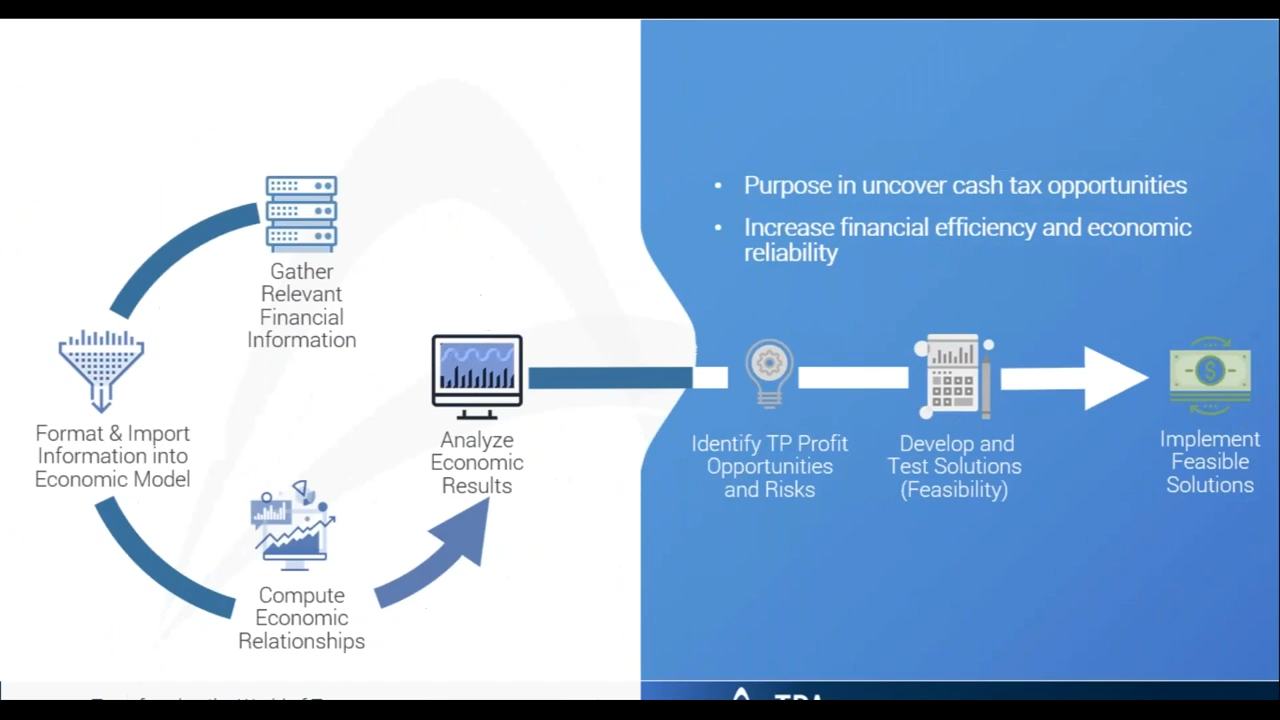 Gather
Relevant
Financial
Information
Format & Import
Information into
Economic Model
Compute
Economic
Relationships
Analyze
Economic
Results
• Purpose in uncover cash tax opportunities
• Increase financial efficiency and economic
reliability
Identify TP Profit
Opportunities
and Risks
Develop and
Test Solutions
(Feasibility)
Implement
Feasible
Solutions